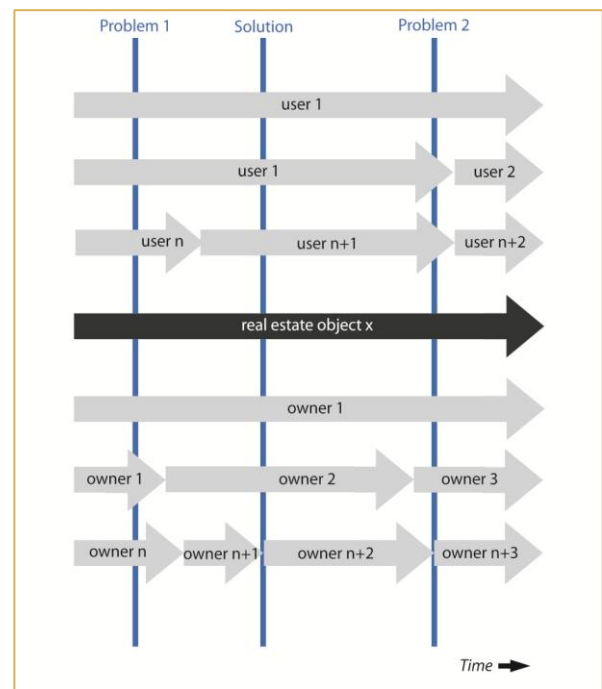 Problem 1 Solution Problem 2
user 1
user 1 user 2
user n user n+1 user n+2
real estate object x
owner 1
owner 1 owner 2 owner 3
owner n owner n+1 owner n+2 owner n+3
Time